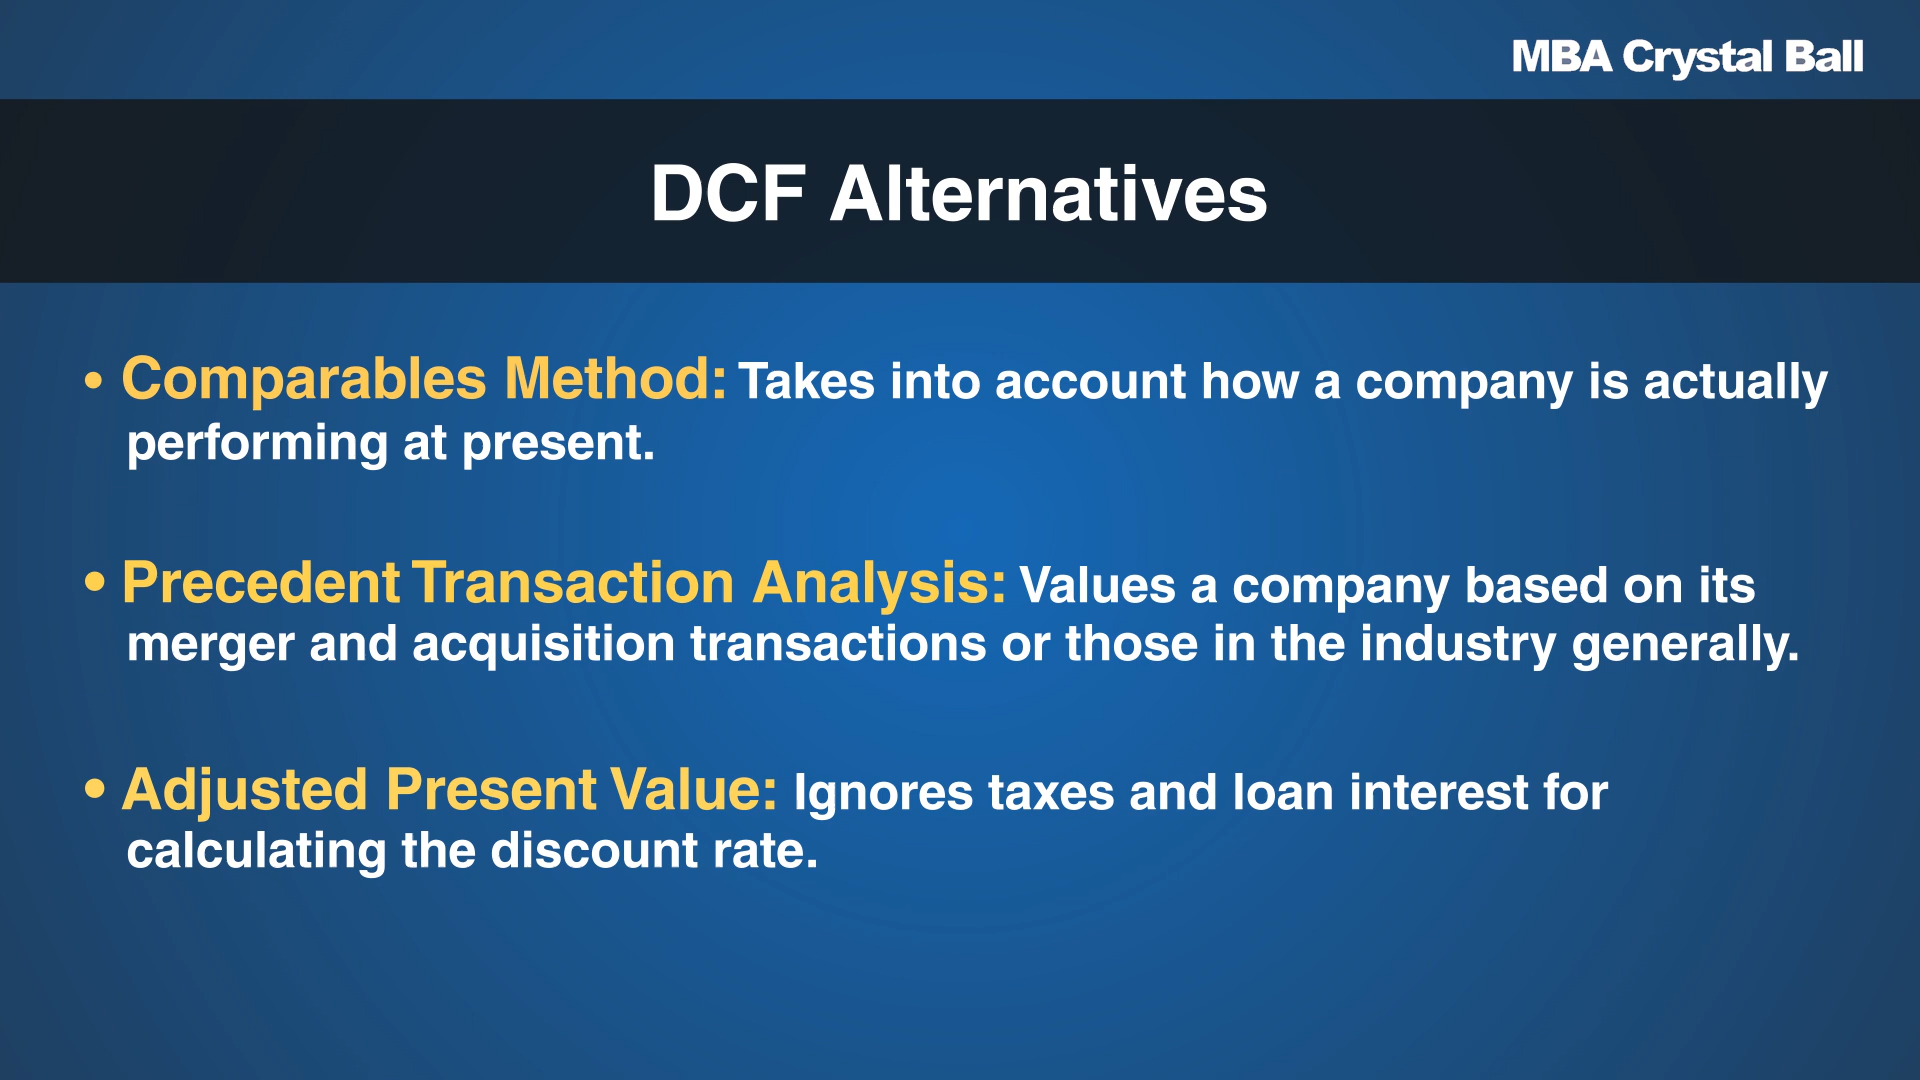 MBA Crystal Ball
DCF Alternatives
• Comparables Method: Takes into account how a company is actually
performing at present.
• Precedent Transaction Analysis: Values a company based on its
merger and acquisition transactions or those in the industry generally.
• Adjusted Present Value: Ignores taxes and loan interest for
calculating the discount rate.